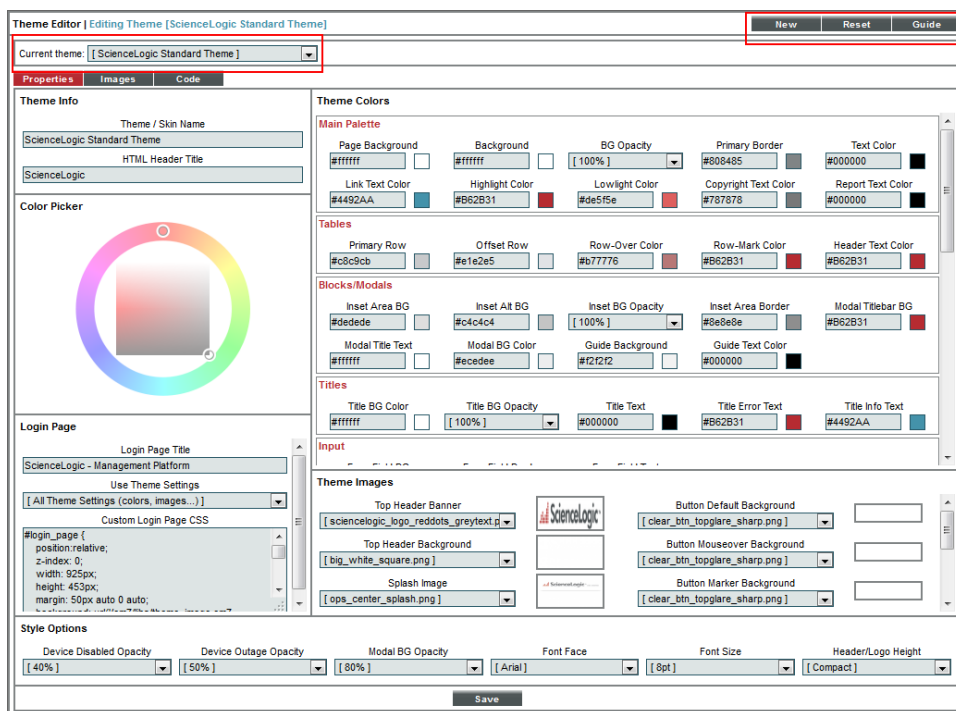 Theme Editor | Editing Theme [ScienceLogic Standard Theme]
New Reset Guide
Current theme: [ ScienceLogic Standard Theme ]
Properties Images Code
Theme Info
Theme / Skin Name
ScienceLogic Standard Theme
HTML Header Title
ScienceLogic
Color Picker
Login Page
Login Page Title
ScienceLogic - Management Platform
Use Theme Settings
[ All Theme Settings (colors, images...) ]
Custom Login Page CSS
#login_page {
position:relative;
z-index: 0;
width: 925px;
height: 453px;
margin: 50px auto 0 auto;
Theme Colors
Main Palette
Page Background Background BG Opacity Primary Border Text Color
#ffffff #ffffff [ 100% ] #808485 #000000
Link Text Color Highlight Color Lowlight Color Copyright Text Color Report Text Color
#4492AA #B62B31 #de5f5e #787878 #000000
Tables
Primary Row Offset Row Row-Over Color Row-Mark Color Header Text Color
#c8c9cb #e1e2e5 #b77776 #B62B31 #B62B31
Blocks/Modals
Inset Area BG Inset Alt BG Inset BG Opacity Inset Area Border Modal Titlebar BG
#dedede #c4c4c4 [ 100% ] #8e8e8e #B62B31
Modal Title Text Modal BG Color Guide Background Guide Text Color
#ffffff #ecedee #f2f2f2 #000000
Titles
Title BG Color Title BG Opacity Title Text Title Error Text Title Info Text
#ffffff [ 100% ] #000000 #B62B31 #4492AA
Input
Theme Images
Top Header Banner Button Default Background
[ sciencelogic_logo_reddots_greytext.p ScienceLogic [ clear_btn_topglare_sharp.png ]
Top Header Background Button Mouseover Background
[ big_white_square.png ] [ clear_btn_topglare_sharp.png ]
Splash Image Button Marker Background
[ ops_center_splash.png ] ScienceLogic [ clear_btn_topglare_sharp.png ]
Style Options
Device Disabled Opacity Device Outage Opacity Modal BG Opacity Font Face Font Size Header/Logo Height
[ 40% ] [ 50% ] [ 80% ] [ Arial ] [ 8pt ] [ Compact ]
Save